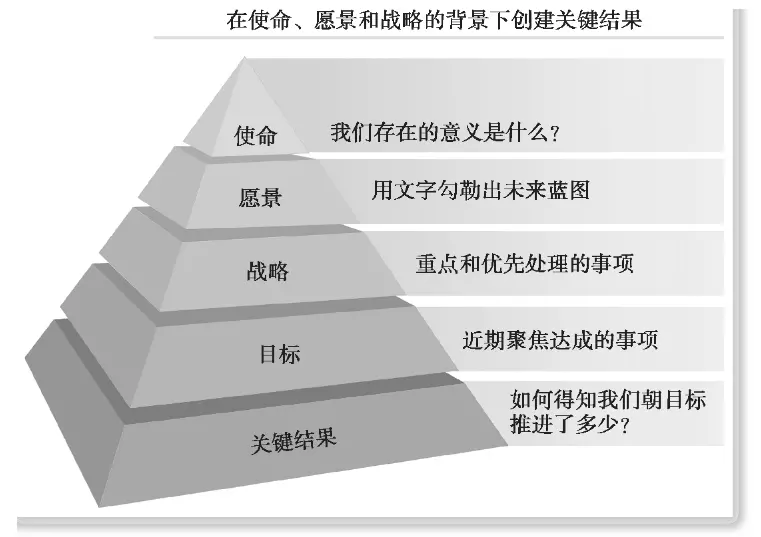 在使命、愿景和战略的背景下创建关键结果
使命
我们存在的意义是什么？
愿景
用文字勾勒出未来蓝图
战略
重点和优先处理的事项
目标
近期聚焦达成的事项
关键结果
如何得知我们朝目标
推进了多少？